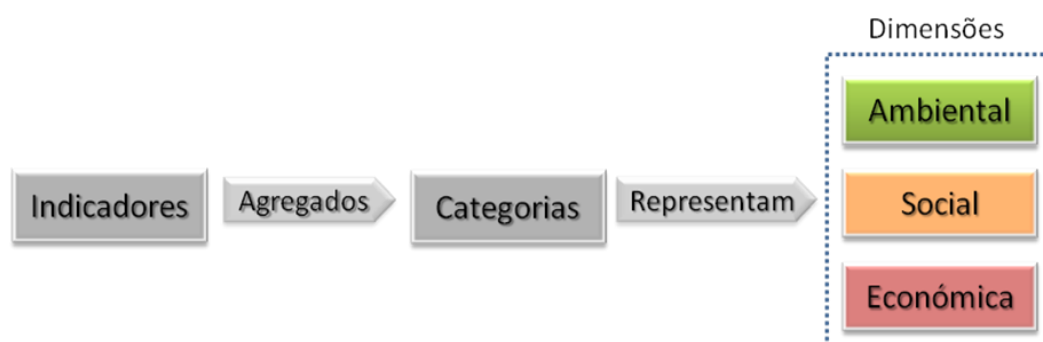 Dimensões
Ambiental
Indicadores
Agregados
Categorias
Representam
Social
Económica